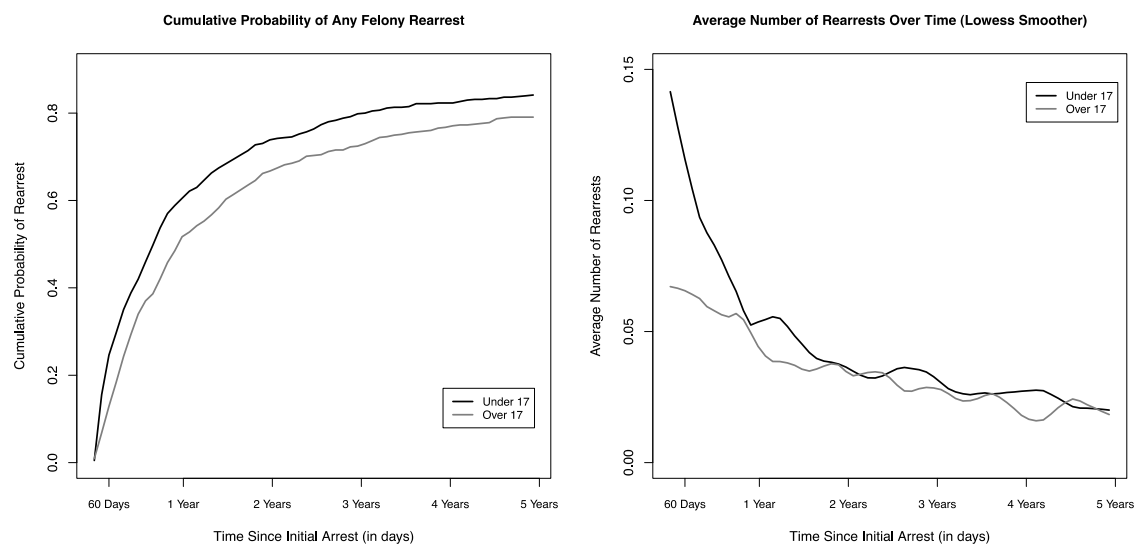 Cumulative Probability of Any Felony Rearrest
Cumulative Probability of Rearrest
0.8
0.6
0.4
0.2
0.0
Under 17
Over 17
60 Days 1 Year 2 Years 3 Years 4 Years 5 Years
Time Since Initial Arrest (in days)
Average Number of Rearrests Over Time (Lowess Smoother)
Average Number of Rearrests
0.15
0.10
0.05
0.00
Under 17
Over 17
60 Days 1 Year 2 Years 3 Years 4 Years 5 Years
Time Since Initial Arrest (in days)